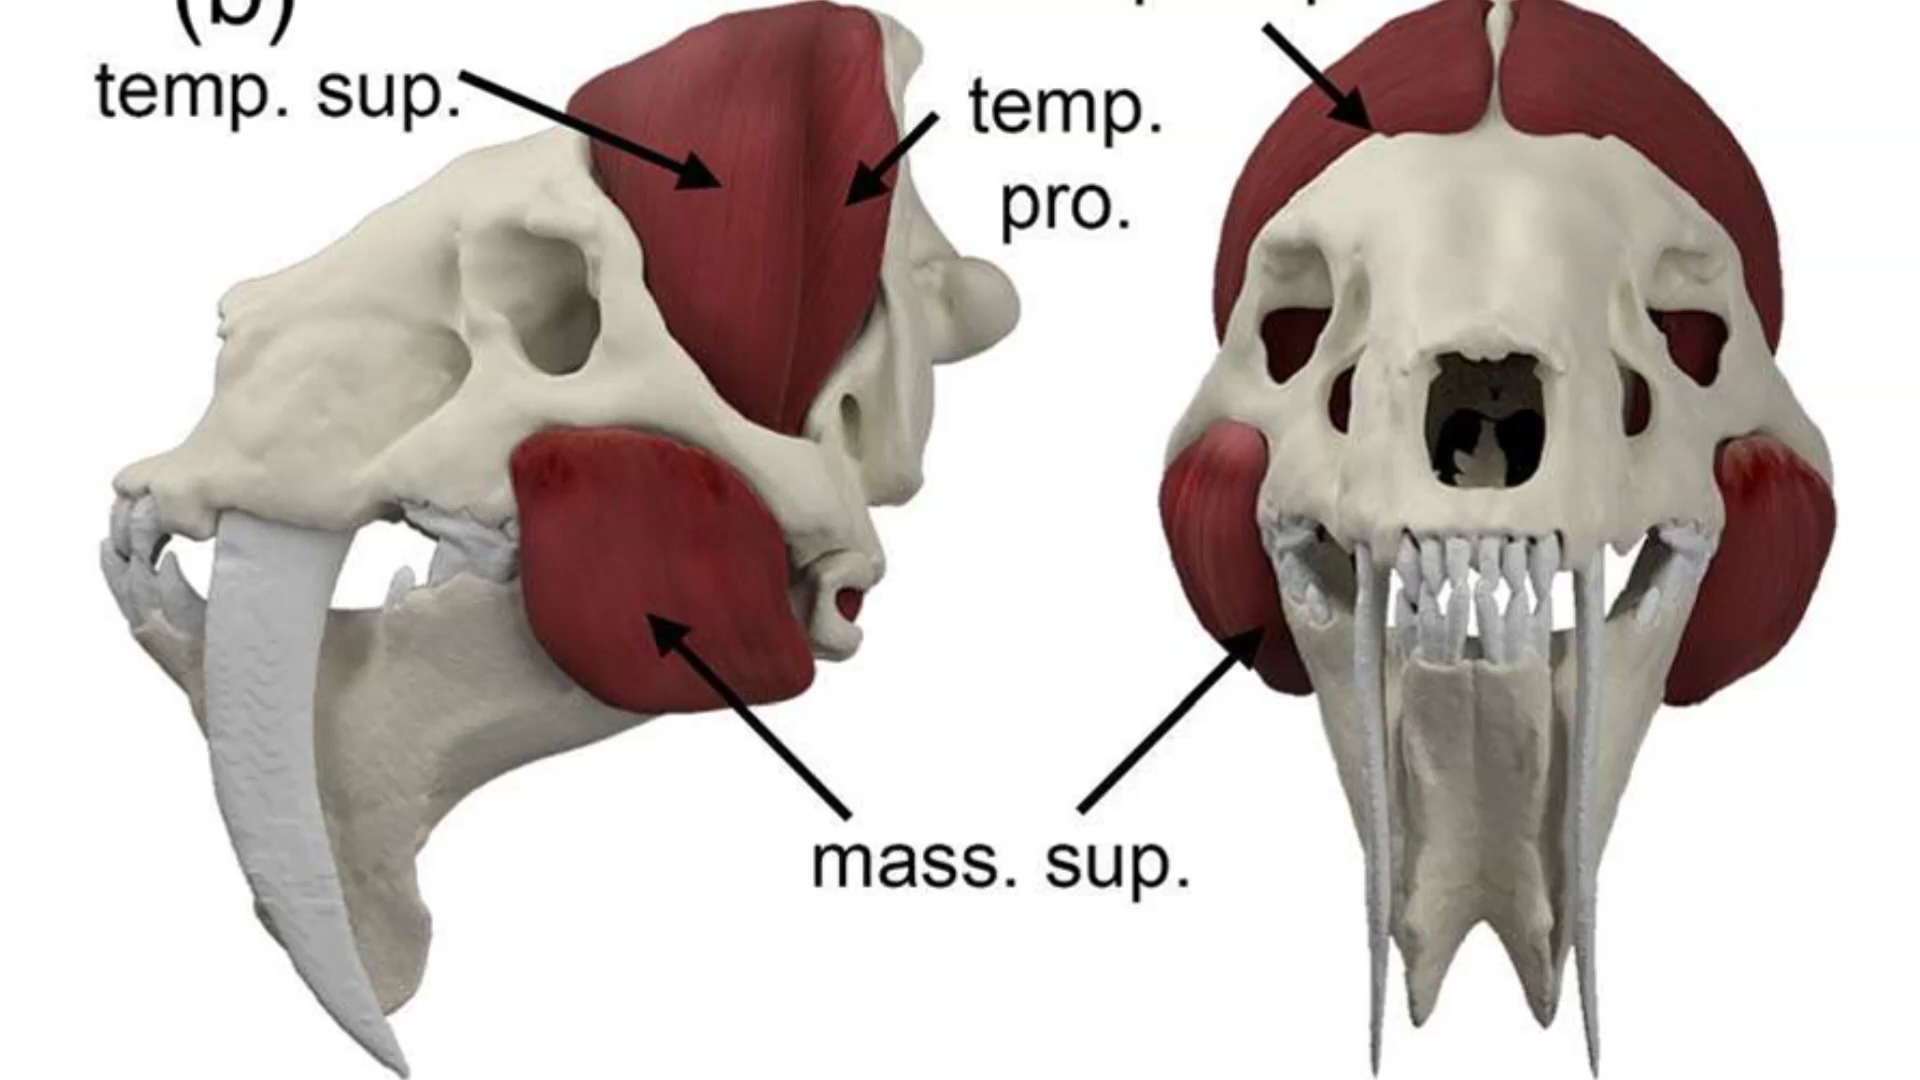 (b)
temp. sup.
temp.
pro.
mass. sup.